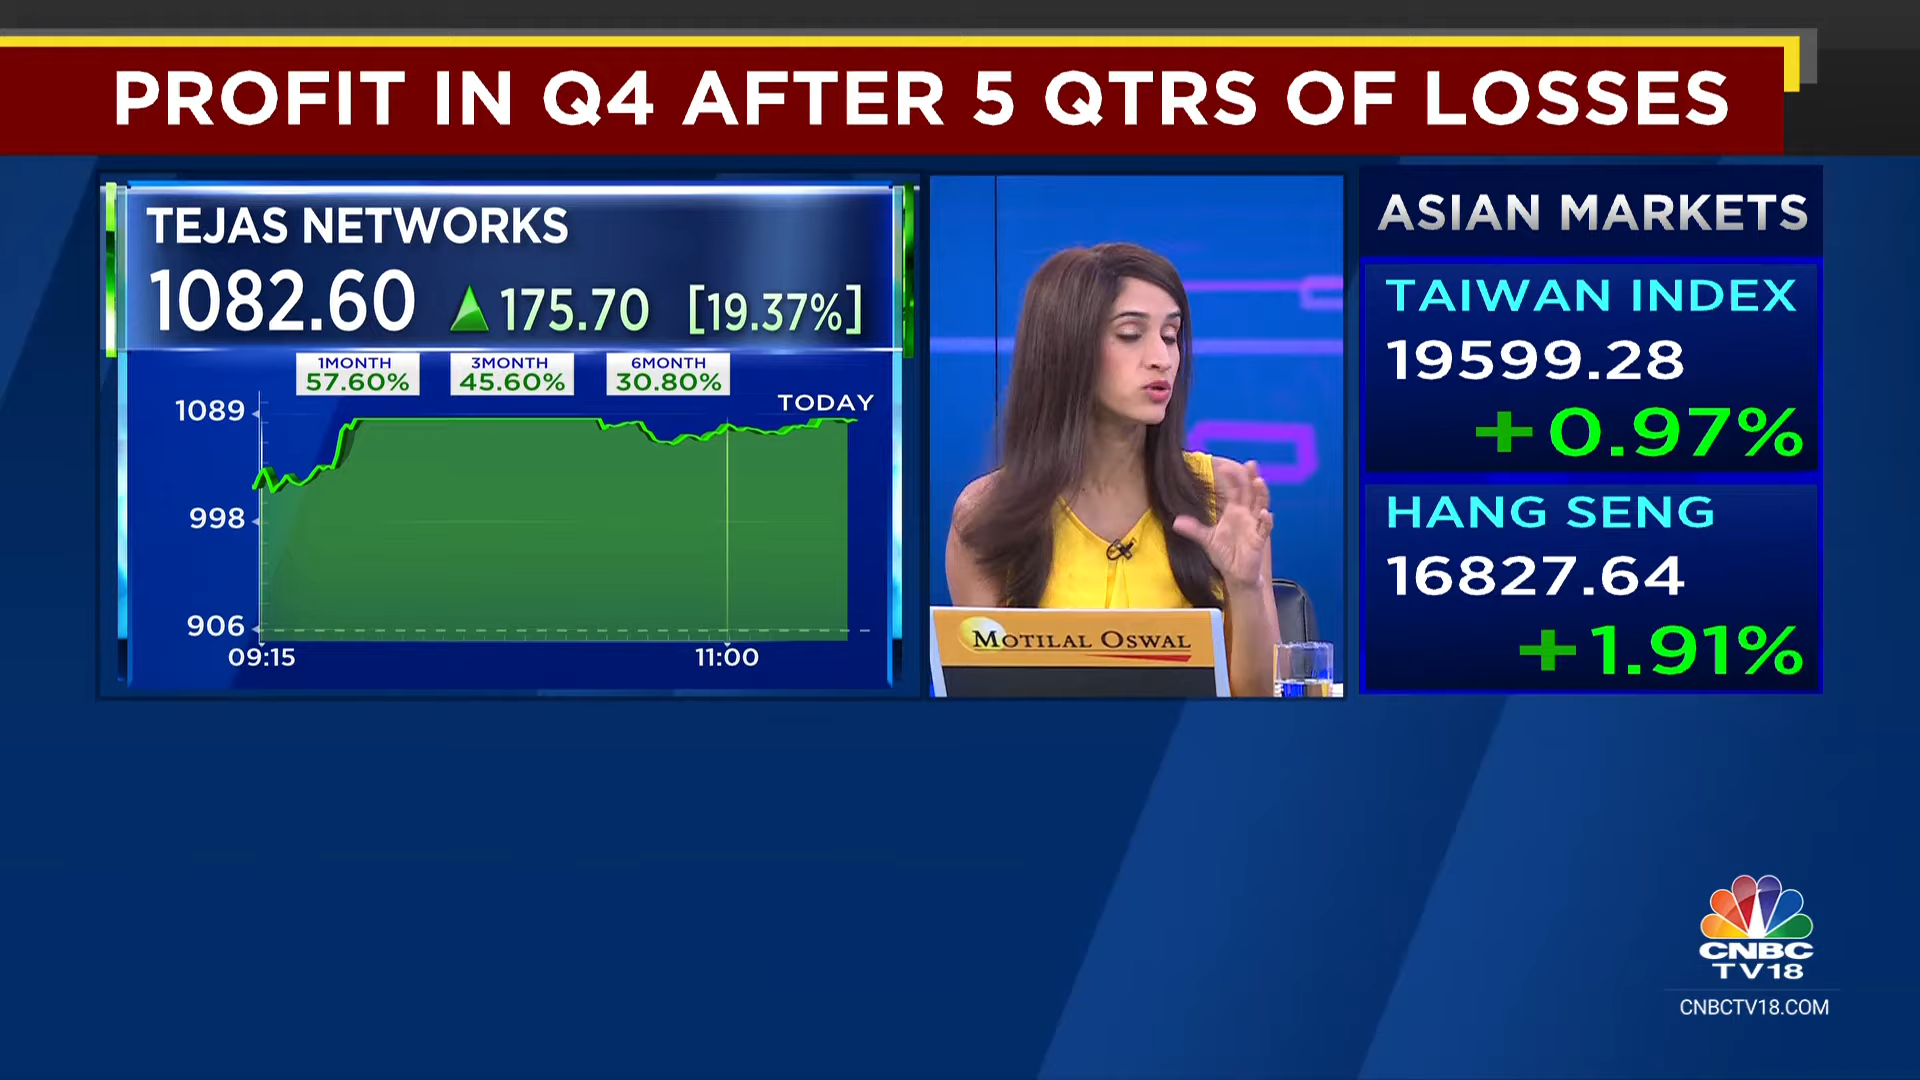 PROFIT IN Q4 AFTER 5 QTRS OF LOSSES
TEJAS NETWORKS
1082.60 ▲ 175.70 [19.37%]
1MONTH
57.60%
3MONTH
45.60%
6MONTH
30.80%
TODAY
1089
998
906
09:15
11:00
MOTILAL OSWAL
ASIAN MARKETS
TAIWAN INDEX
19599.28
+0.97%
HANG SENG
16827.64
+1.91%
CNBC
TV18
CNBCTV18.COM